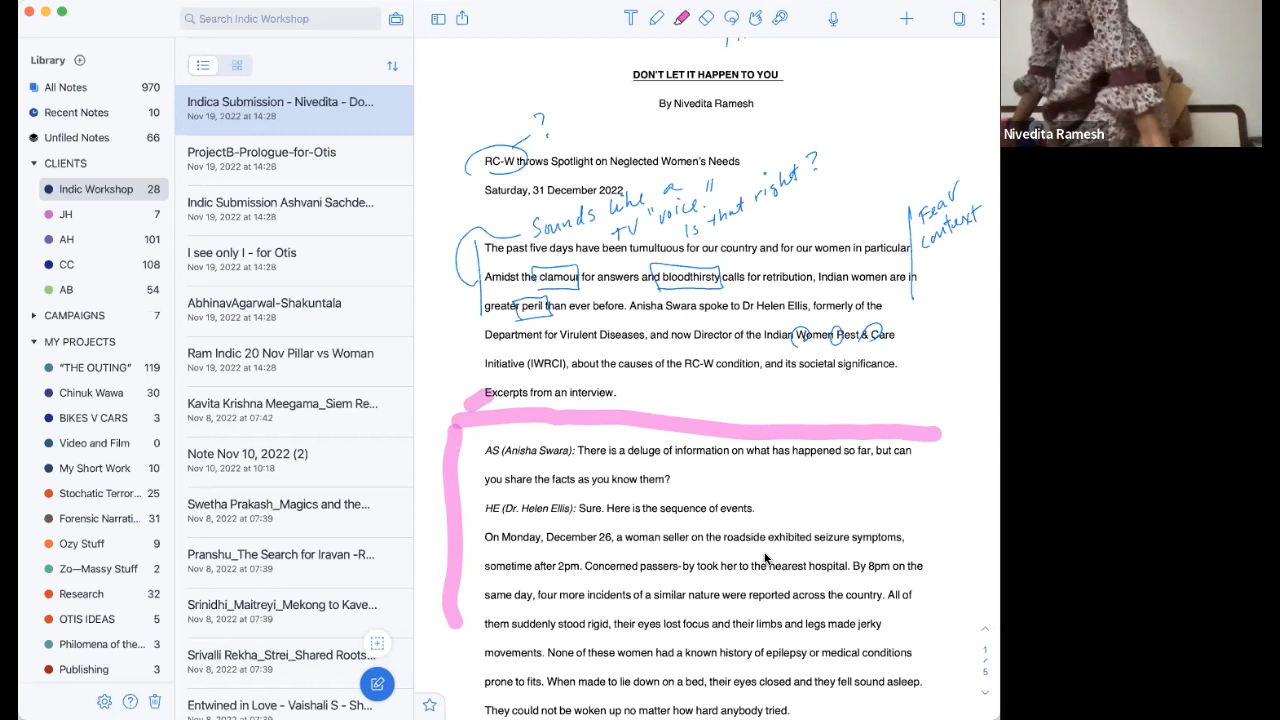 Search Indic Workshop
Library
All Notes 970
Recent Notes 10
Unfiled Notes 66
CLIENTS
Indic Workshop 28
JH 7
AH 101
CC 108
AB 54
CAMPAIGNS 7
MY PROJECTS
“THE OUTING” 119
Chinuk Wawa 30
BIKES V CARS 3
Video and Film 0
My Short Work 10
Stochatic Terror... 25
Forensic Narrati... 31
Ozy Stuff 9
Zo—Massy Stuff 2
Research 32
OTIS IDEAS 5
Philomena of the... 3
Publishing 3
Indica Submission - Nivedita - Do...
Nov 19, 2022 at 14:28
ProjectB-Prologue-for-Otis
Nov 19, 2022 at 14:28
Indic Submission Ashvani Sachde...
Nov 19, 2022 at 14:28
I see only I - for Otis
Nov 19, 2022 at 14:28
AbhinavAgarwal-Shakuntala
Nov 19, 2022 at 14:28
Ram Indic 20 Nov Pillar vs Woman
Nov 19, 2022 at 14:28
Kavita Krishna Meegama_Siem Re...
Nov 19, 2022 at 07:42
Note Nov 10, 2022 (2)
Nov 10, 2022 at 10:18
Swetha Prakash_Magics and the...
Nov 8, 2022 at 07:39
Pranshu_The Search for Iravan -R...
Nov 8, 2022 at 07:39
Srinidhi_Maitreyi_Mekong to Kave...
Nov 8, 2022 at 07:39
Srivalli Rekha_Strei_Shared Roots...
Nov 8, 2022 at 07:39
Entwined in Love - Vaishali S - Sh...
DON'T LET IT HAPPEN TO YOU
By Nivedita Ramesh
?
RC-W throws Spotlight on Neglected Women's Needs
Saturday, 31 December 2022
Sounds like a
TV "voice."
Is that right?
Fear
context
The past five days have been tumultuous for our country and for our women in particular.
Amidst the clamour for answers and bloodthirsty calls for retribution, Indian women are in
greater peril than ever before. Anisha Swara spoke to Dr Helen Ellis, formerly of the
Department for Virulent Diseases, and now Director of the Indian Women Rest & Care
Initiative (IWRCI), about the causes of the RC-W condition, and its societal significance.
Excerpts from an interview.
AS (Anisha Swara): There is a deluge of information on what has happened so far, but can
you share the facts as you know them?
HE (Dr. Helen Ellis): Sure. Here is the sequence of events.
On Monday, December 26, a woman seller on the roadside exhibited seizure symptoms,
sometime after 2pm. Concerned passers-by took her to the nearest hospital. By 8pm on the
same day, four more incidents of a similar nature were reported across the country. All of
them suddenly stood rigid, their eyes lost focus and their limbs and legs made jerky
movements. None of these women had a known history of epilepsy or medical conditions
prone to fits. When made to lie down on a bed, their eyes closed and they fell sound asleep.
They could not be woken up no matter how hard anybody tried.
1
/
5
Nivedita Ramesh